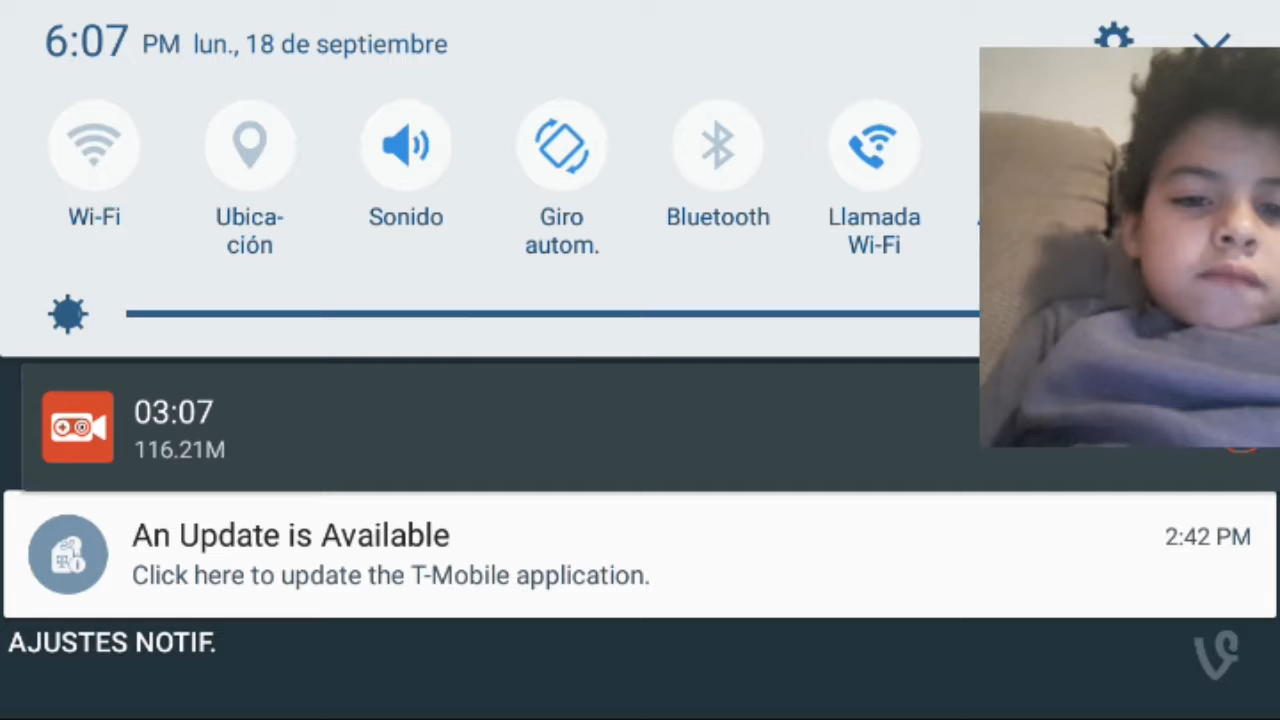 6:07 PM lun., 18 de septiembre
Wi-Fi
Ubica-
ción
Sonido
Giro
autom.
Bluetooth
Llamada
Wi-Fi
03:07
116.21M
An Update is Available
2:42 PM
Click here to update the T-Mobile application.
AJUSTES NOTIF.